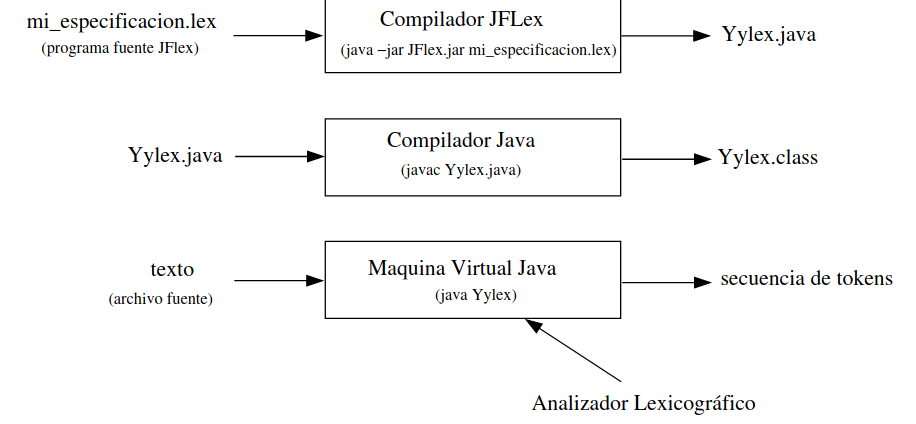 mi_especificacion.lex
(programa fuente JFlex)
Compilador JFLex
(java −jar JFlex.jar mi_especificacion.lex)
Yylex.java
Yylex.java
Compilador Java
(javac Yylex.java)
Yylex.class
texto
(archivo fuente)
Maquina Virtual Java
(java Yylex)
secuencia de tokens
Analizador Lexicográfico